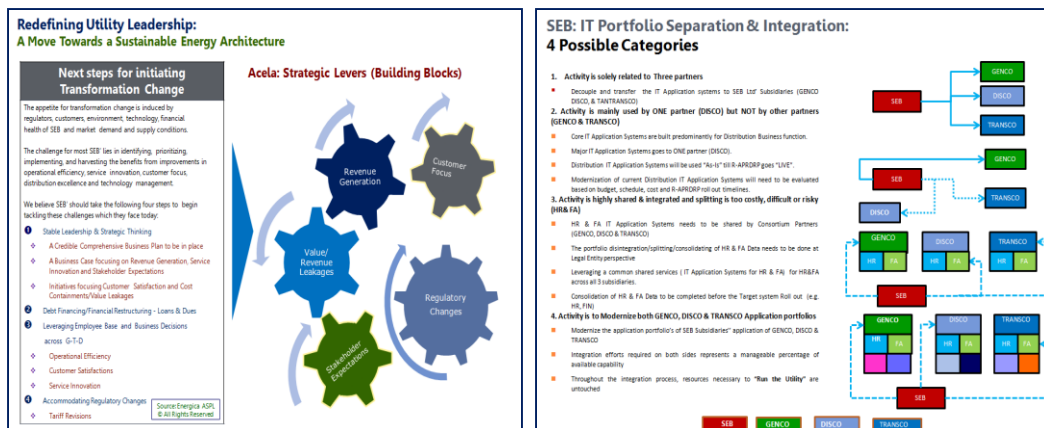 Redefining Utility Leadership:
A Move Towards a Sustainable Energy Architecture
Next steps for initiating
Transformation Change
The appetite for transformation change is induced by
regulators, customers, environment, technology, financial
health of SEB and market demand and supply conditions.
The challenge for most SEB' lies in identifying, prioritizing,
implementing, and harvesting the benefits from improvements in
operational efficiency, service innovation, customer focus,
distribution excellence and technology management.
We believe SEB' should take the following four steps to begin
tackling these challenges which they face today:
1 Stable Leadership & Strategic Thinking
A Credible Comprehensive Business Plan to be in place
A Business Case focusing on Revenue Generation, Service
Innovation and Stakeholder Expectations
Initiatives focusing Customer Satisfaction and Cost
Containments/Value Leakages
2 Debt Financing/Financial Restructuring - Loans & Dues
3 Leveraging Employee Base and Business Decisions
across G-T-D
Operational Efficiency
Customer Satisfactions
Service Innovation
4 Accommodating Regulatory Changes
Tariff Revisions
Source: Energica ASPL
© All Rights Reserved
Acela: Strategic Levers (Building Blocks)
Revenue
Generation
Customer
Focus
Value/
Revenue
Leakages
Regulatory
Changes
Stakeholder
Expectations
SEB: IT Portfolio Separation & Integration:
4 Possible Categories
1. Activity is solely related to Three partners
Decouple and transfer the IT Application systems to SEB Ltd' Subsidiaries (GENCO
DISCO, & TANTRANSCO)
2. Activity is mainly used by ONE partner (DISCO) but NOT by other partners
(GENCO & TRANSCO)
Core IT Application Systems are built predominantly for Distribution Business function.
Major IT Application Systems goes to ONE partner (DISCO).
Distribution IT Application Systems will be used "As-Is" till R-APRDRP goes "LIVE".
Modernization of current Distribution IT Application Systems will need to be evaluated
based on budget, schedule, cost and R-APRDRP roll out timelines.
3. Activity is highly shared & integrated and splitting is too costly, difficult or risky
(HR& FA)
HR & FA IT Application Systems needs to be shared by Consortium Partners
(GENCO, DISCO & TRANSCO)
The portfolio disintegration/splitting/consolidating of HR & FA Data needs to be done at
Legal Entity perspective
Leveraging a common shared services ( IT Application Systems for HR & FA) for HR&FA
across all 3 subsidiaries.
Consolidation of HR & FA Data to be completed before the Target system Roll out (e.g.
HR, FIN)
4. Activity is to Modernize both GENCO, DISCO & TRANSCO Application portfolios
Modernize the application portfolio's of SEB Subsidiaries" application of GENCO, DISCO &
TRANSCO
Integration efforts required on both sides represents a manageable percentage of
available capability
Throughout the integration process, resources necessary to "Run the Utility" are
untouched
GENCO
SEB DISCO
TRANSCO
GENCO
SEB
TRANSCO
DISCO
GENCO DISCO TRANSCO
HR FA HR FA HR FA
SEB
GENCO DISCO TRANSCO
HR FA HR FA HR FA
SEB
SEB GENCO DISCO TRANSCO